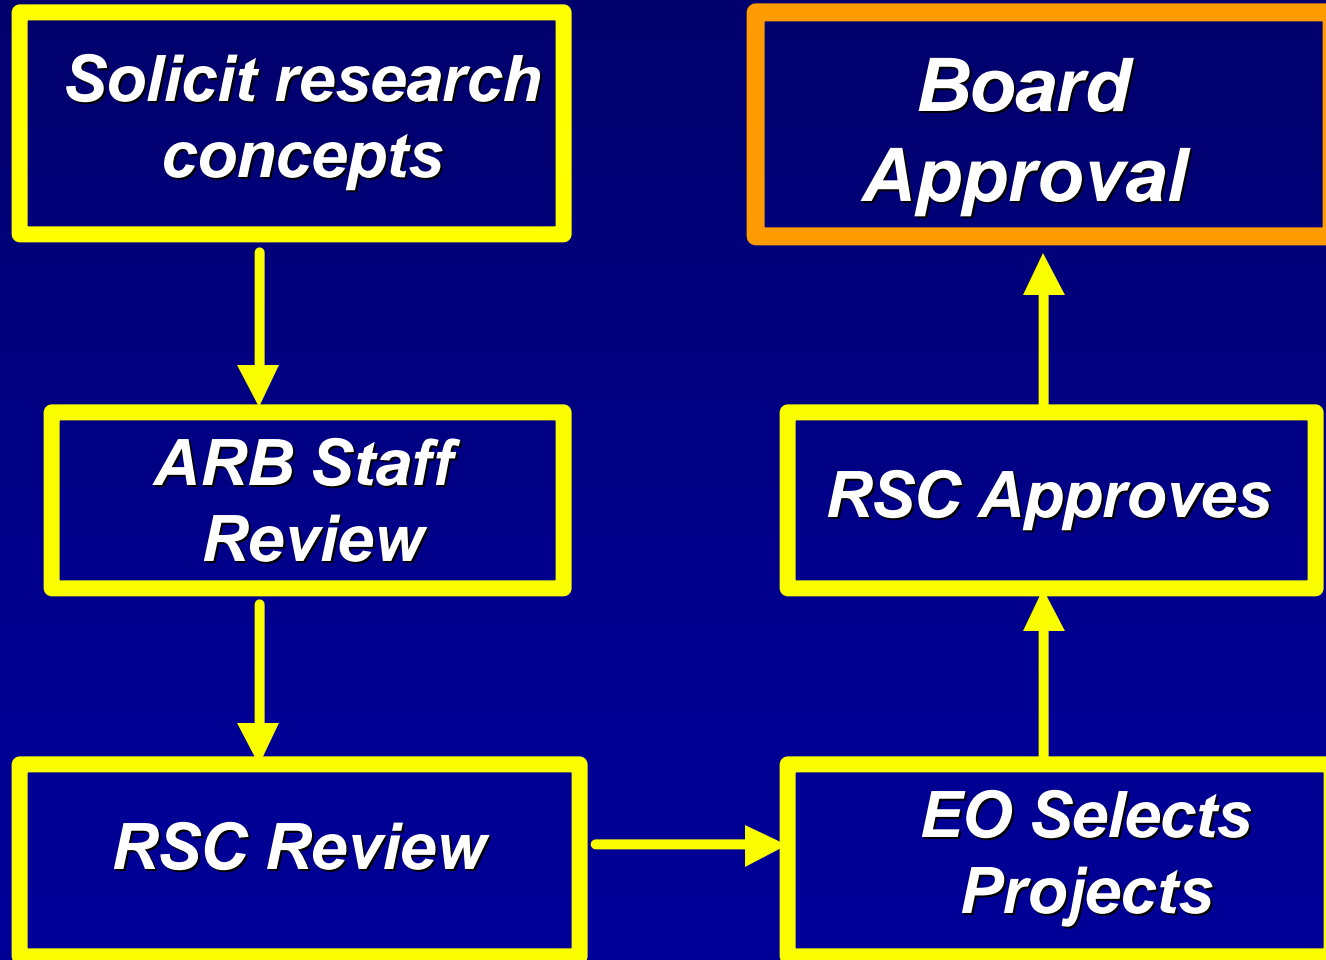 Solicit research
concepts
ARB Staff
Review
RSC Review
EO Selects
Projects
RSC Approves
Board
Approval